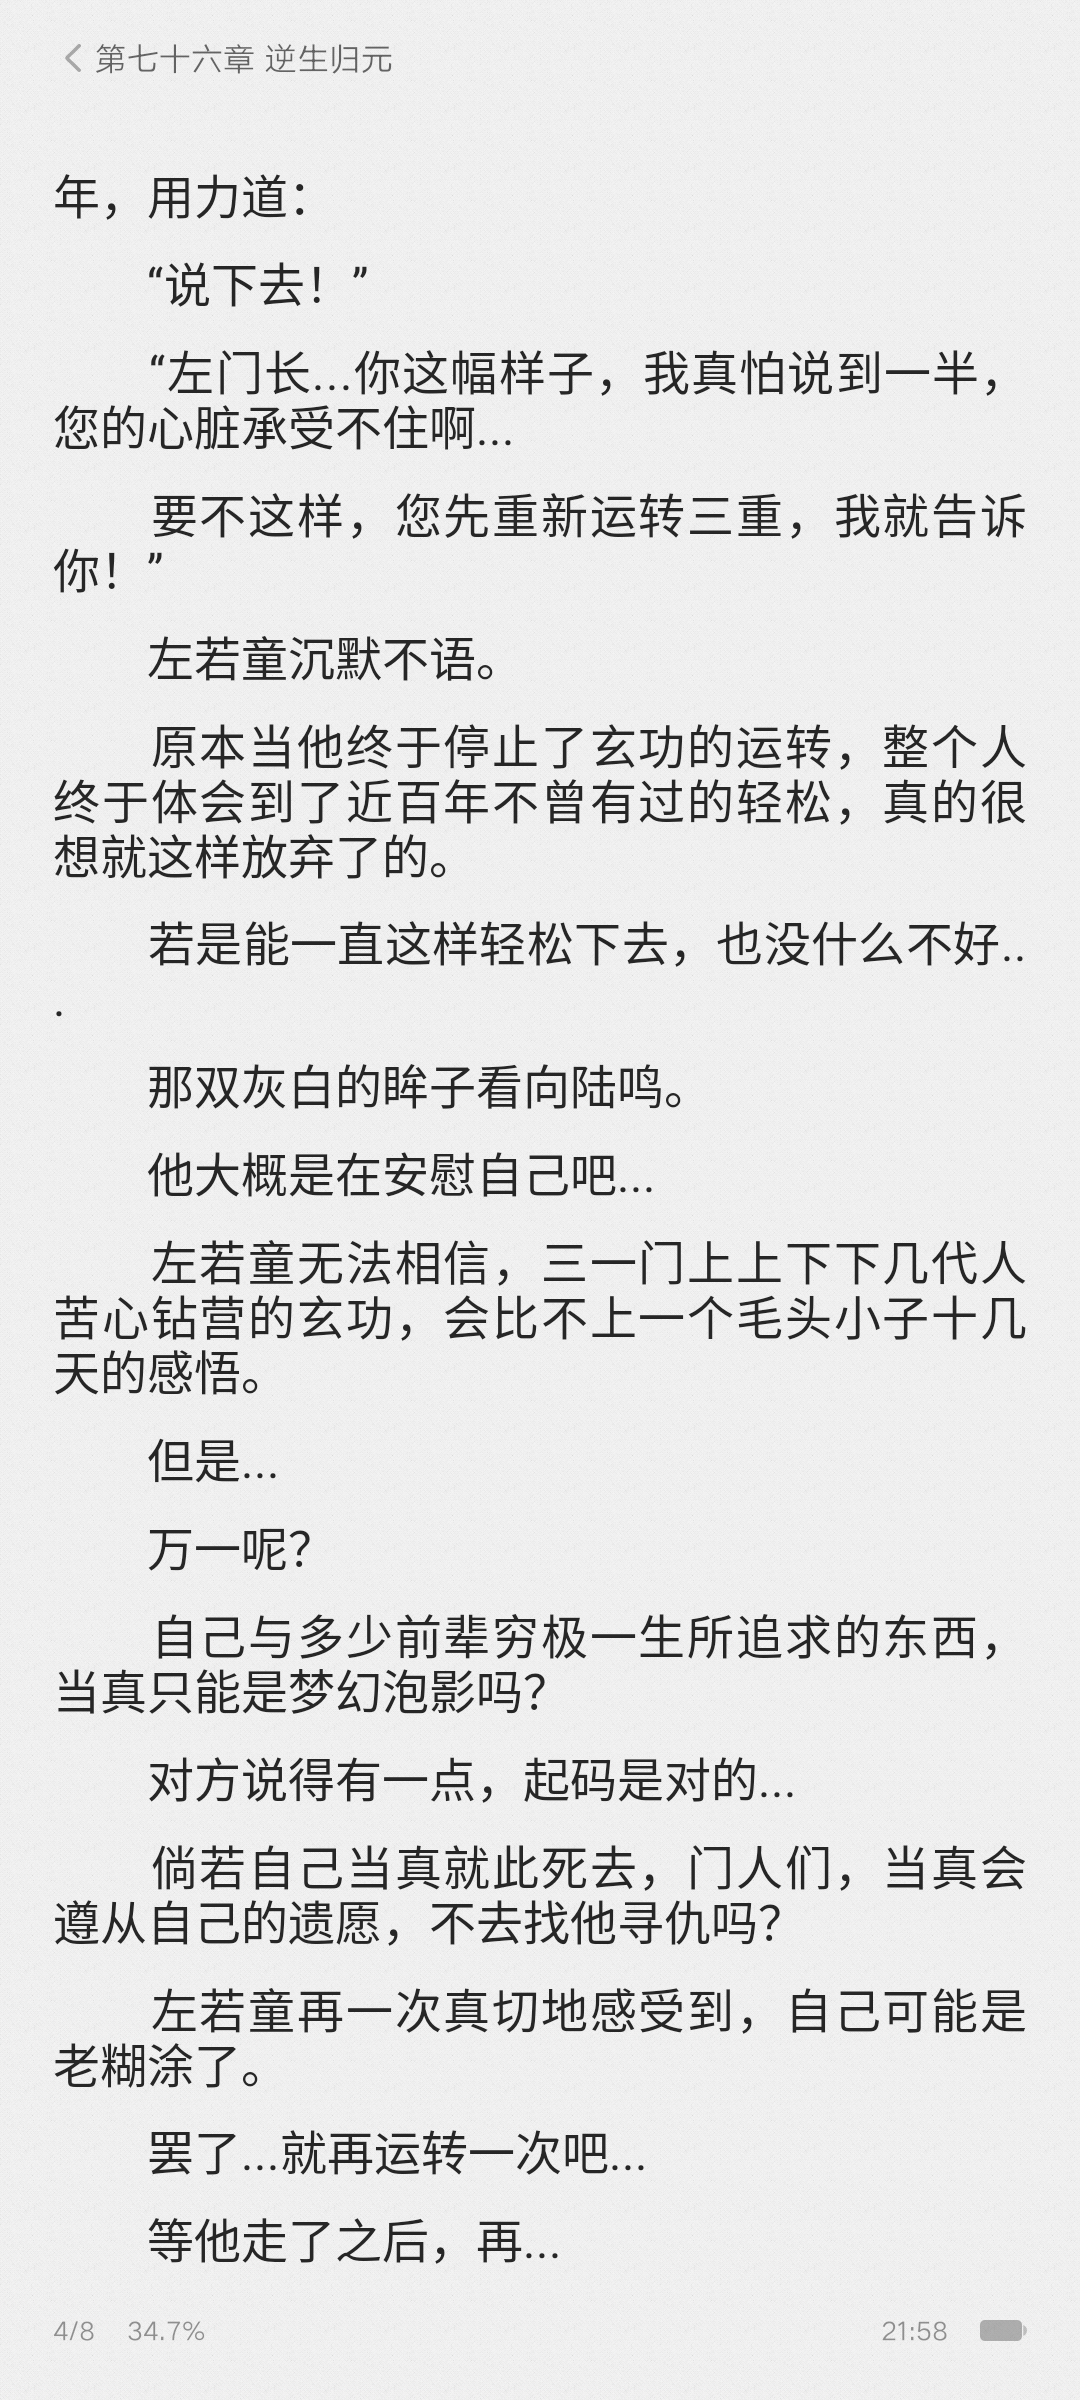 第七十六章 逆生归元
年，用力道：
“说下去！”
“左门长...你这幅样子，我真怕说到一半，
您的心脏承受不住啊...
要不这样，您先重新运转三重，我就告诉
你！”
左若童沉默不语。
原本当他终于停止了玄功的运转，整个人
终于体会到了近百年不曾有过的轻松，真的很
想就这样放弃了的。
若是能一直这样轻松下去，也没什么不好..
.
那双灰白的眸子看向陆鸣。
他大概是在安慰自己吧...
左若童无法相信，三一门上上下下几代人
苦心钻营的玄功，会比不上一个毛头小子十几
天的感悟。
但是...
万一呢？
自己与多少前辈穷极一生所追求的东西，
当真只能是梦幻泡影吗？
对方说得有一点，起码是对的...
倘若自己当真就此死去，门人们，当真会
遵从自己的遗愿，不去找他寻仇吗？
左若童再一次真切地感受到，自己可能是
老糊涂了。
罢了...就再运转一次吧...
等他走了之后，再...
4/8 34.7% 21:58